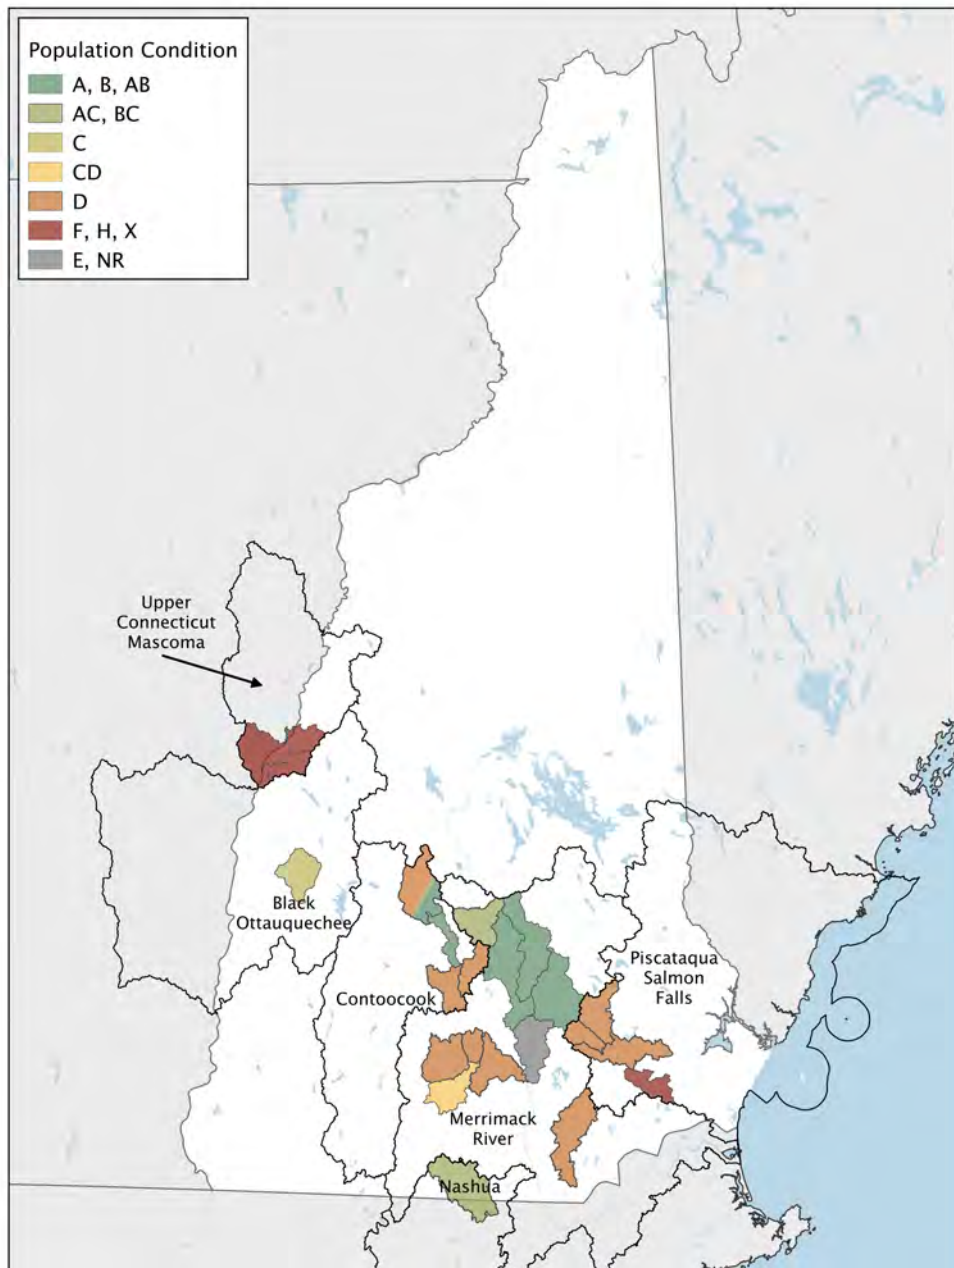 Population Condition
A, B, AB
AC, BC
C
CD
D
F, H, X
E, NR
Upper
Connecticut
Mascoma
Black
Ottauquechee
Contoocook
Piscataqua
Salmon
Falls
Merrimack
River
Nashua